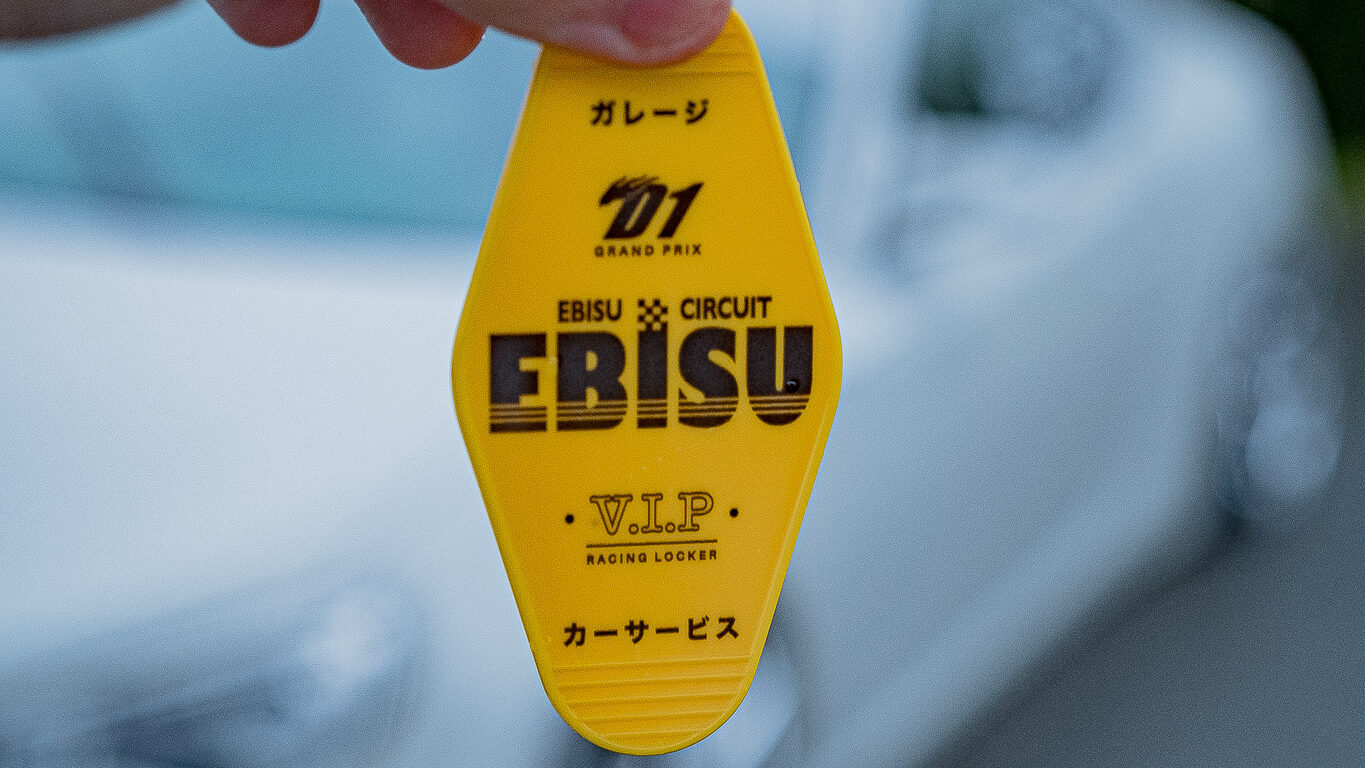 ガレージ
D1
GRAND PRIX
EBISU CIRCUIT
EBISU
V.I.P
RACING LOCKER
カーサービス